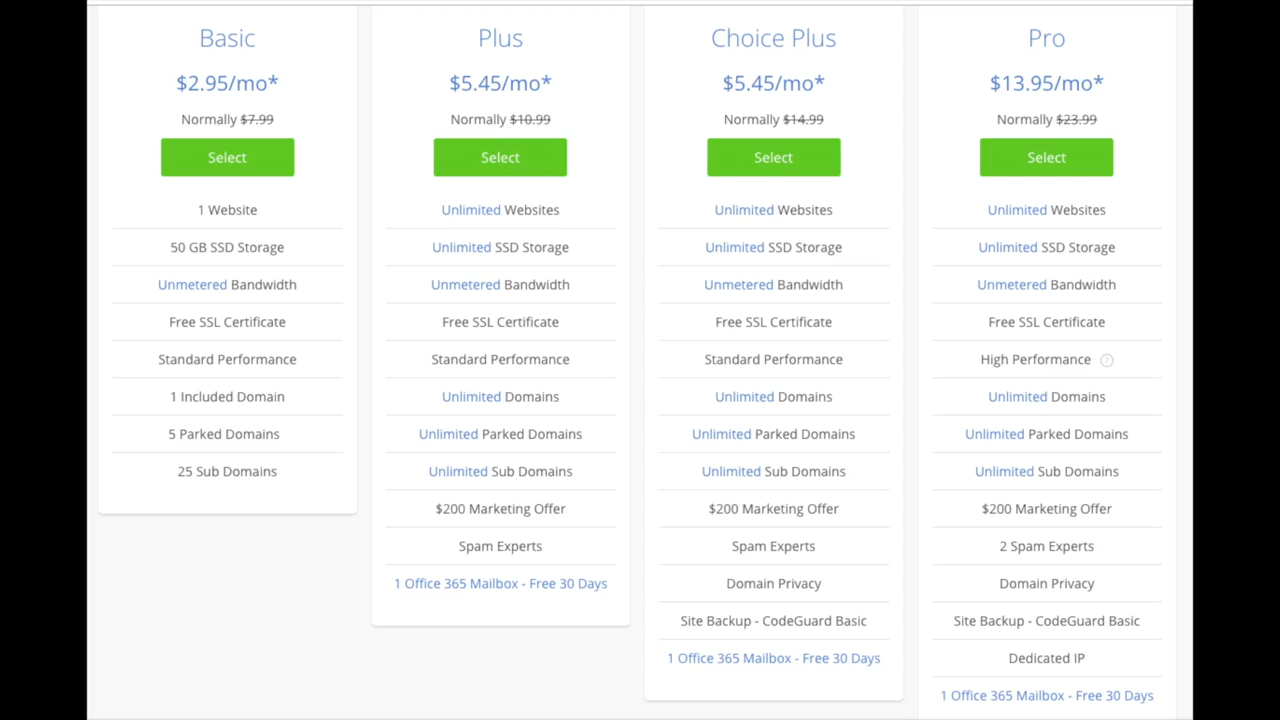 Basic
$2.95/mo*
Normally $7.99
Select
1 Website
50 GB SSD Storage
Unmetered Bandwidth
Free SSL Certificate
Standard Performance
1 Included Domain
5 Parked Domains
25 Sub Domains
Plus
$5.45/mo*
Normally $10.99
Select
Unlimited Websites
Unlimited SSD Storage
Unmetered Bandwidth
Free SSL Certificate
Standard Performance
Unlimited Domains
Unlimited Parked Domains
Unlimited Sub Domains
$200 Marketing Offer
Spam Experts
1 Office 365 Mailbox - Free 30 Days
Choice Plus
$5.45/mo*
Normally $14.99
Select
Unlimited Websites
Unlimited SSD Storage
Unmetered Bandwidth
Free SSL Certificate
Standard Performance
Unlimited Domains
Unlimited Parked Domains
Unlimited Sub Domains
$200 Marketing Offer
Spam Experts
Domain Privacy
Site Backup - CodeGuard Basic
1 Office 365 Mailbox - Free 30 Days
Pro
$13.95/mo*
Normally $23.99
Select
Unlimited Websites
Unlimited SSD Storage
Unmetered Bandwidth
Free SSL Certificate
High Performance ?
Unlimited Domains
Unlimited Parked Domains
Unlimited Sub Domains
$200 Marketing Offer
2 Spam Experts
Domain Privacy
Site Backup - CodeGuard Basic
Dedicated IP
1 Office 365 Mailbox - Free 30 Days